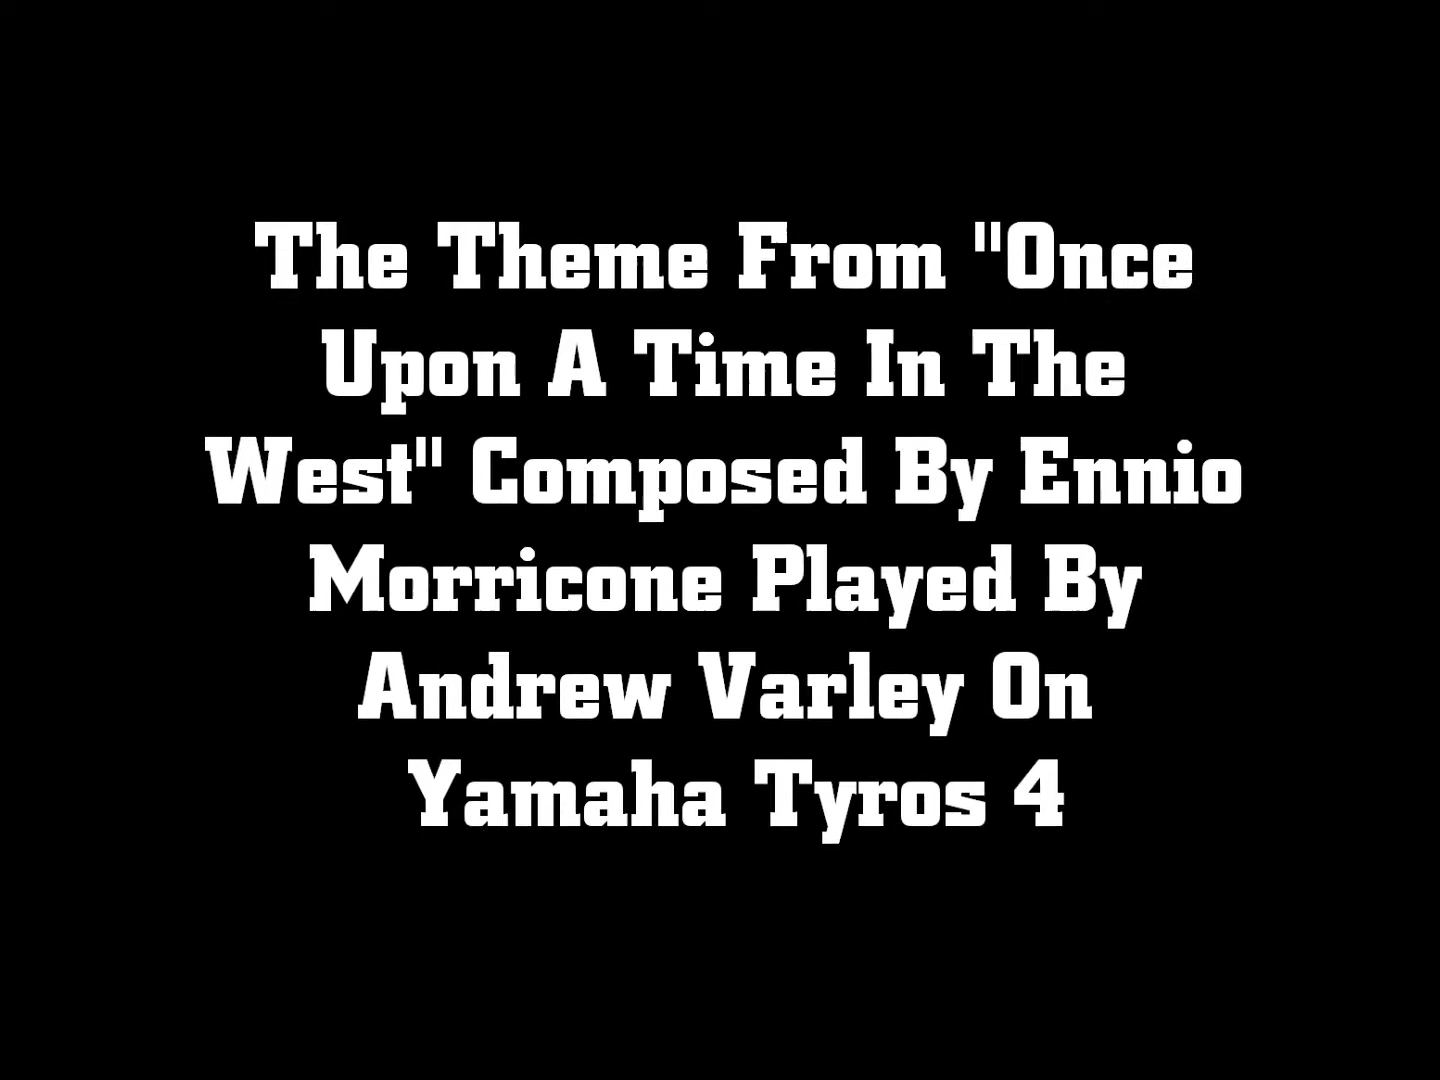 The Theme From "Once
Upon A Time In The
West" Composed By Ennio
Morricone Played By
Andrew Varley On
Yamaha Tyros 4